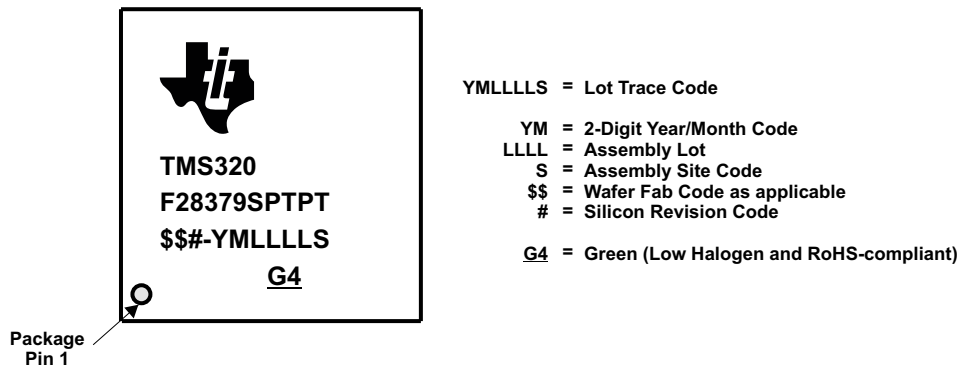 TMS320
F28379SPTPT
$$#-YMLLLLS
G4
Package
Pin 1
YMLLLLS = Lot Trace Code
YM = 2-Digit Year/Month Code
LLLL = Assembly Lot
S = Assembly Site Code
$$ = Wafer Fab Code as applicable
# = Silicon Revision Code
G4 = Green (Low Halogen and RoHS-compliant)